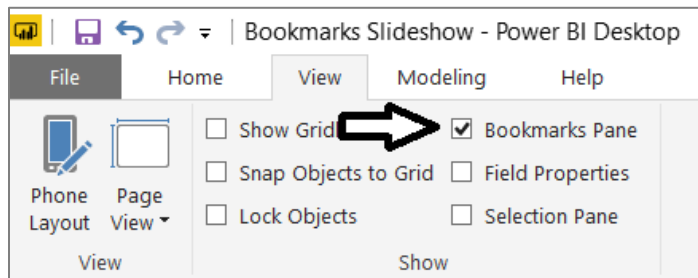 Bookmarks Slideshow - Power BI Desktop
File Home View Modeling Help
Show Grid Bookmarks Pane
Snap Objects to Grid Field Properties
Lock Objects Selection Pane
Phone Layout
Page View
View Show